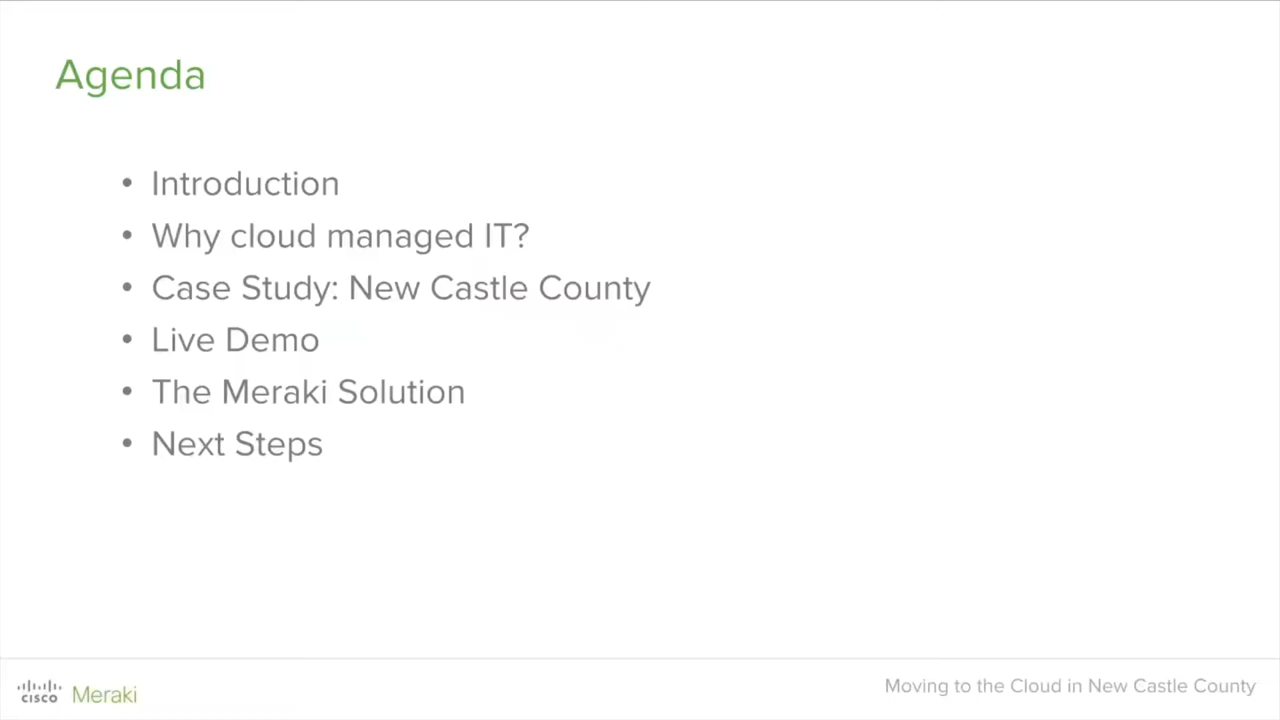 Agenda
• Introduction
• Why cloud managed IT?
• Case Study: New Castle County
• Live Demo
• The Meraki Solution
• Next Steps
CISCO Meraki
Moving to the Cloud in New Castle County